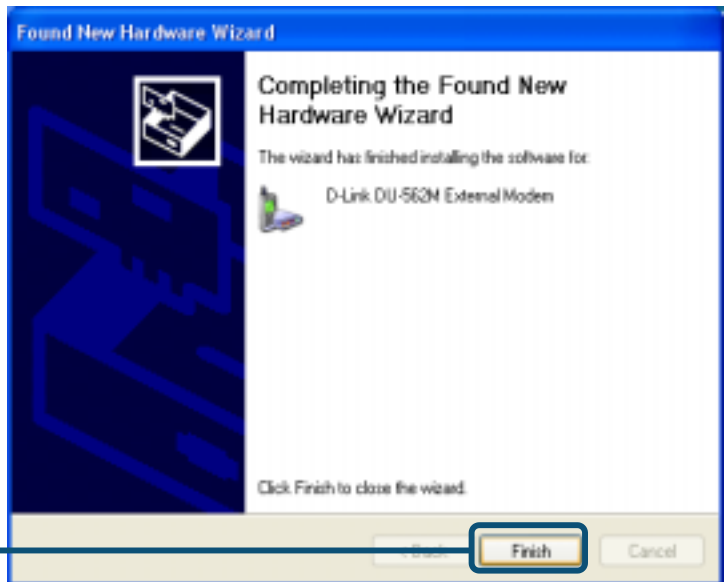 Found New Hardware Wizard
Completing the Found New
Hardware Wizard
The wizard has finished installing the software for:
D-Link DU-562M External Modem
Click Finish to close the wizard.
< Back
Finish
Cancel